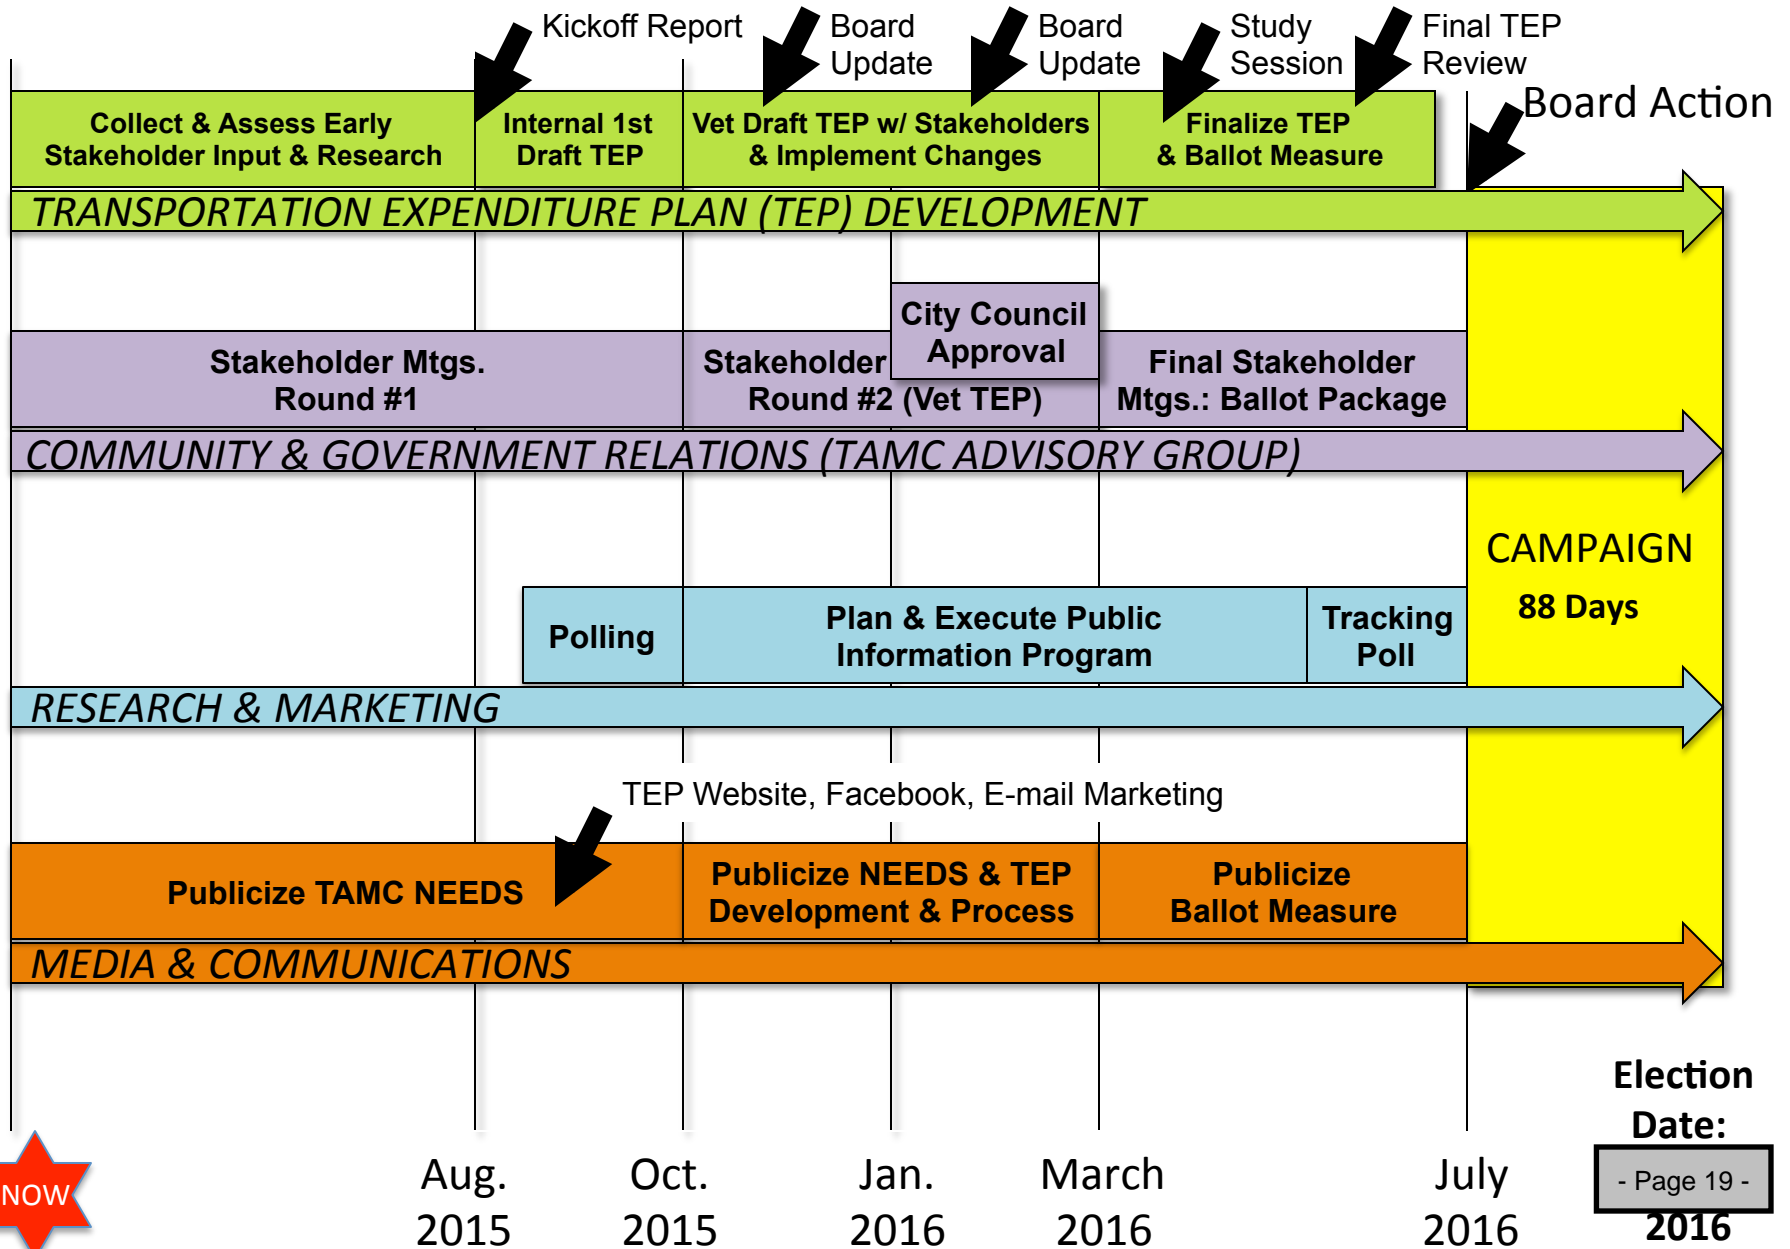 Kickoff Report
Board
Update
Board
Update
Study
Session
Final TEP
Review
Board Action
Collect & Assess Early
Stakeholder Input & Research
Internal 1st
Draft TEP
Vet Draft TEP w/ Stakeholders
& Implement Changes
Finalize TEP
& Ballot Measure
TRANSPORTATION EXPENDITURE PLAN (TEP) DEVELOPMENT
City Council
Approval
Stakeholder Mtgs.
Round #1
Stakeholder
Round #2 (Vet TEP)
Final Stakeholder
Mtgs.: Ballot Package
COMMUNITY & GOVERNMENT RELATIONS (TAMC ADVISORY GROUP)
CAMPAIGN
88 Days
Polling
Plan & Execute Public
Information Program
Tracking
Poll
RESEARCH & MARKETING
TEP Website, Facebook, E-mail Marketing
Publicize TAMC NEEDS
Publicize NEEDS & TEP
Development & Process
Publicize
Ballot Measure
MEDIA & COMMUNICATIONS
NOW
Aug.
2015
Oct.
2015
Jan.
2016
March
2016
July
2016
Election
Date:
- Page 19 -
2016